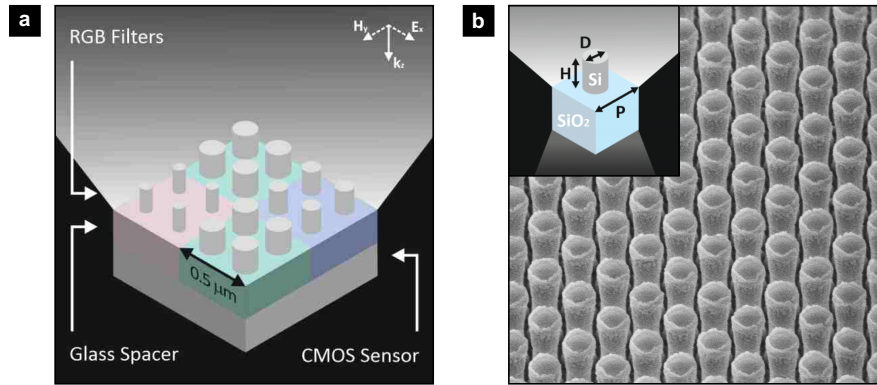 a
RGB Filters
Hy
Ex
kz
0.5 μm
Glass Spacer
CMOS Sensor
b
D
H
Si
P
SiO₂